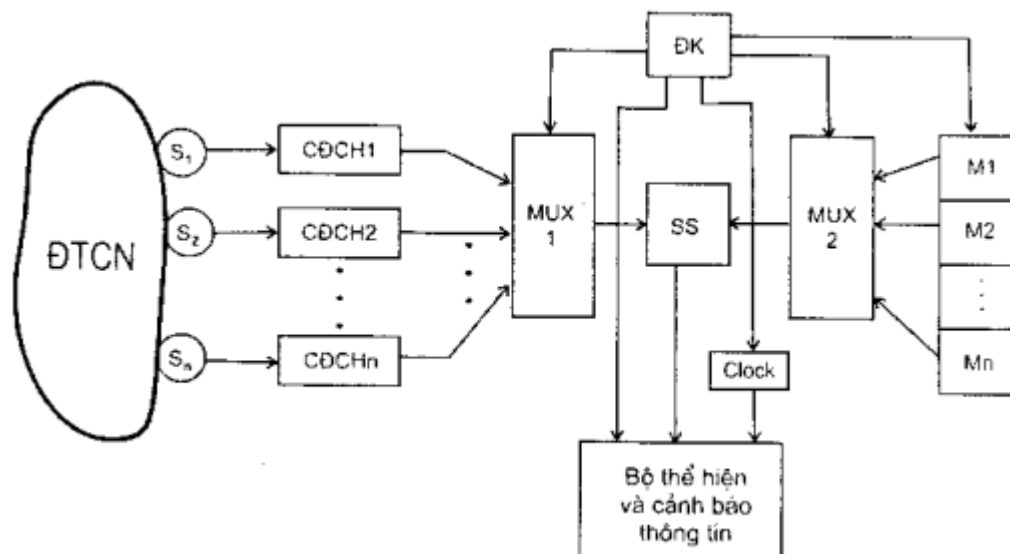 ĐK
S1
CĐCH1
M1
MUX
1
SS
MUX
2
S2
CĐCH2
M2
ĐTCN
Sn
CĐCHn
Mn
Clock
Bộ thể hiện
và cảnh báo
thông tin